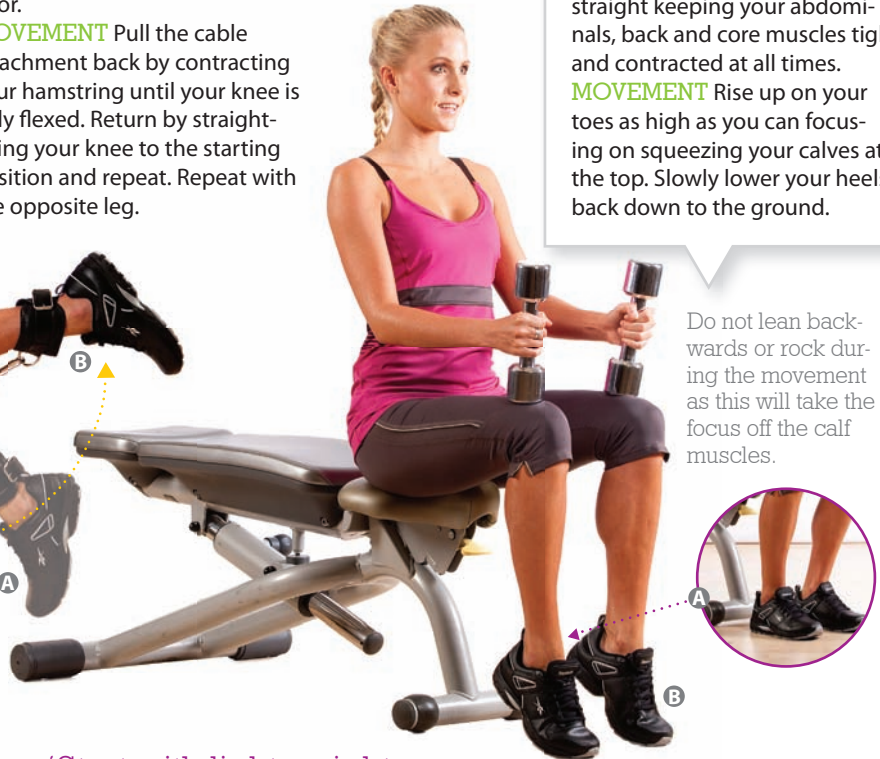 or.
OVEMENT Pull the cable
achment back by contracting
ur hamstring until your knee is
ly flexed. Return by straight-
ing your knee to the starting
sition and repeat. Repeat with
e opposite leg.
straight keeping your abdomi-
nals, back and core muscles tigh
and contracted at all times.
MOVEMENT Rise up on your
toes as high as you can focus-
ing on squeezing your calves at
the top. Slowly lower your heels
back down to the ground.
Do not lean back-
wards or rock dur-
ing the movement
as this will take the
focus off the calf
muscles.
B
A
A
B